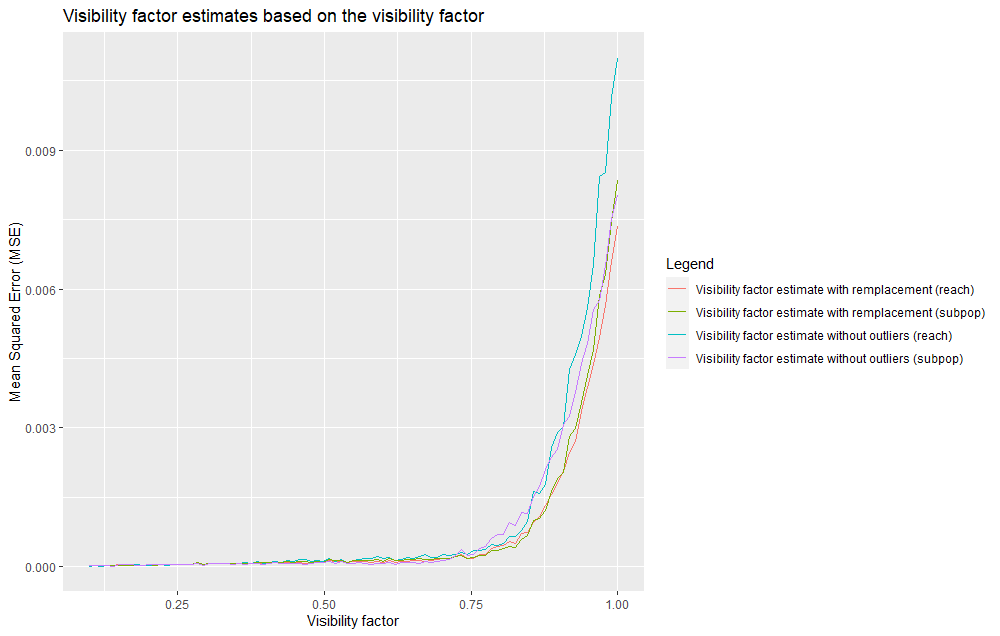 Visibility factor estimates based on the visibility factor
Mean Squared Error (MSE)
0.009
0.006
0.003
0.000
0.25
0.50
0.75
1.00
Visibility factor
Legend
Visibility factor estimate with remplacement (reach)
Visibility factor estimate with remplacement (subpop)
Visibility factor estimate without outliers (reach)
Visibility factor estimate without outliers (subpop)